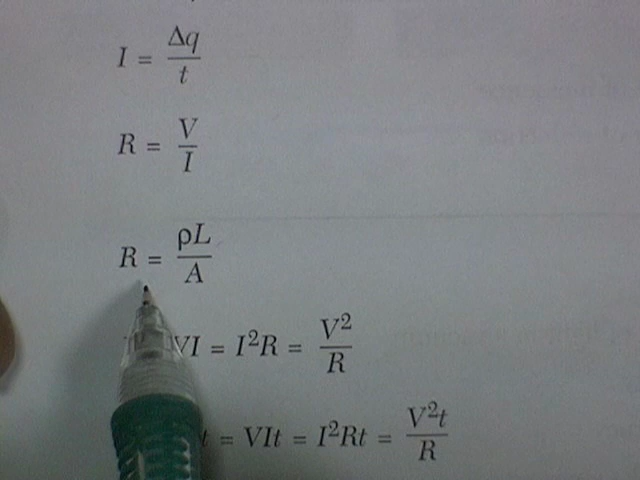 I = Δq/t
R = V/I
R = ρL/A
VI = I²R = V²/R
t = VIt = I²Rt = V²t/R